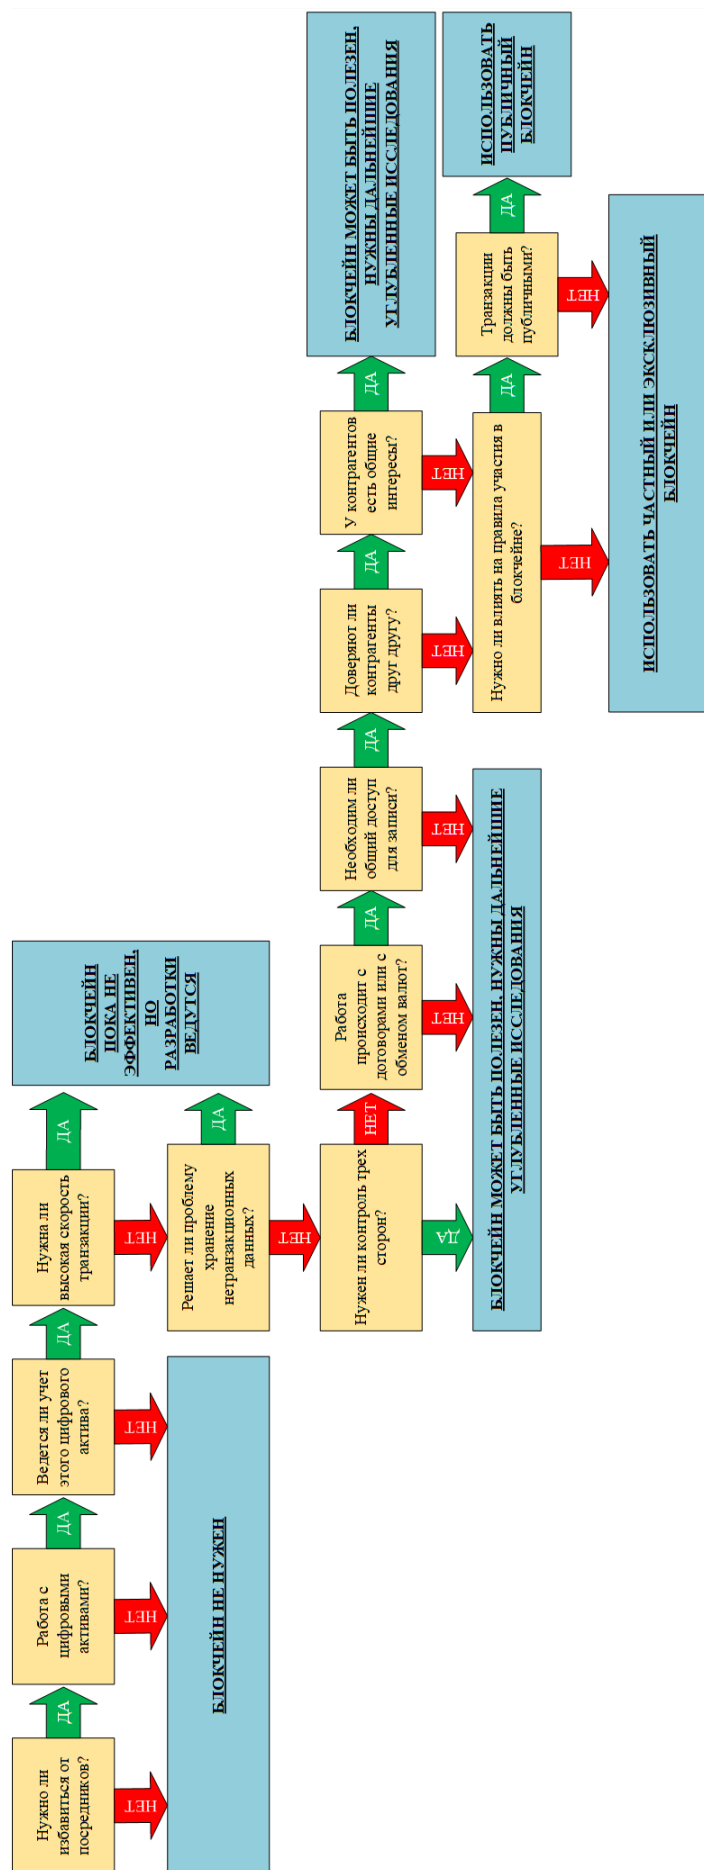 Нужно ли
избавиться от
посредников?
ДА
НЕТ
Работа с
цифровыми
активами?
ДА
НЕТ
Ведется ли учет
этого цифрового
актива?
ДА
НЕТ
БЛОКЧЕЙН НЕ НУЖЕН
Нужна ли
высокая скорость
транзакции?
ДА
НЕТ
Решает ли проблему
хранение
нетранзакционных
данных?
ДА
НЕТ
БЛОКЧЕЙН
ПОКА НЕ
ЭФФЕКТИВЕН,
НО
РАЗРАБОТКИ
ВЕДУТСЯ
Нужен ли контроль трех
сторон?
НЕТ
ДА
Работа
происходит с
договорами или с
обменом валют?
ДА
НЕТ
Необходим ли
общий доступ
для записи?
ДА
НЕТ
БЛОКЧЕЙН МОЖЕТ БЫТЬ ПОЛЕЗЕН, НУЖНЫ ДАЛЬНЕЙШИЕ
УГЛУБЛЕННЫЕ ИССЛЕДОВАНИЯ
Доверяют ли
контрагенты
друг другу?
ДА
НЕТ
У контрагентов
есть общие
интересы?
ДА
НЕТ
БЛОКЧЕЙН МОЖЕТ БЫТЬ ПОЛЕЗЕН,
НУЖНЫ ДАЛЬНЕЙШИЕ
УГЛУБЛЕННЫЕ ИССЛЕДОВАНИЯ
Нужно ли влиять на правила участия в
блокчейне?
ДА
НЕТ
Транзакции
должны быть
публичными?
ДА
НЕТ
ИСПОЛЬЗОВАТЬ
ПУБЛИЧНЫЙ
БЛОКЧЕЙН
ИСПОЛЬЗОВАТЬ ЧАСТНЫЙ ИЛИ ЭКСКЛЮЗИВНЫЙ
БЛОКЧЕЙН